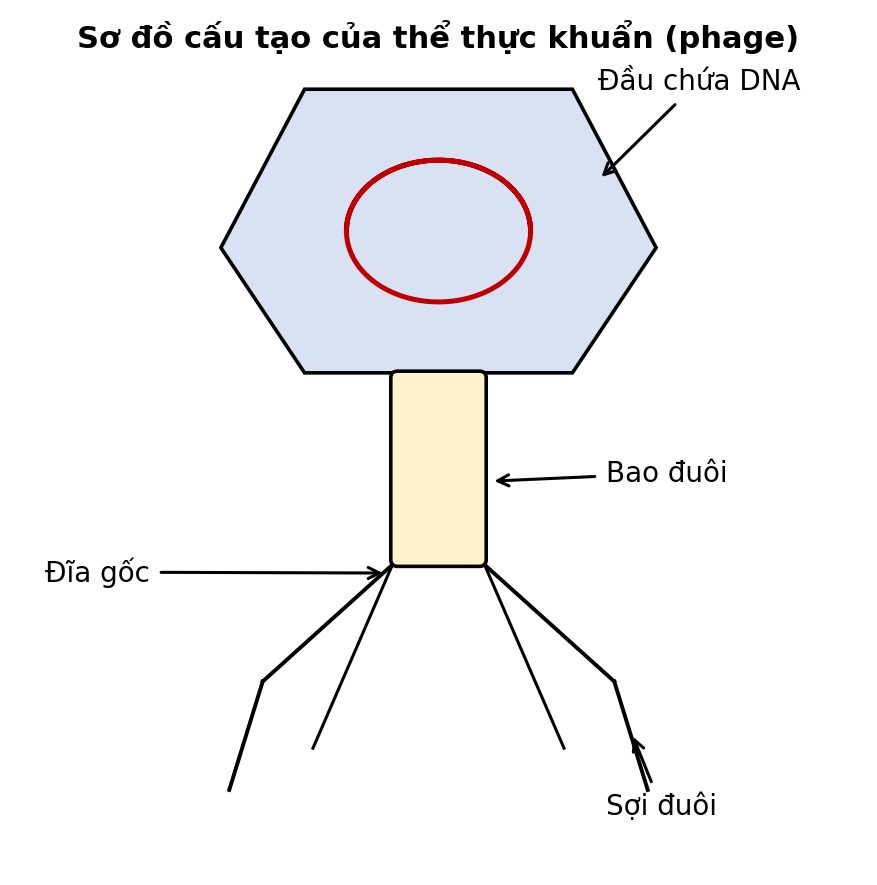 Sơ đồ cấu tạo của thể thực khuẩn (phage)
Đầu chứa DNA
Bao đuôi
Đĩa gốc
Sợi đuôi